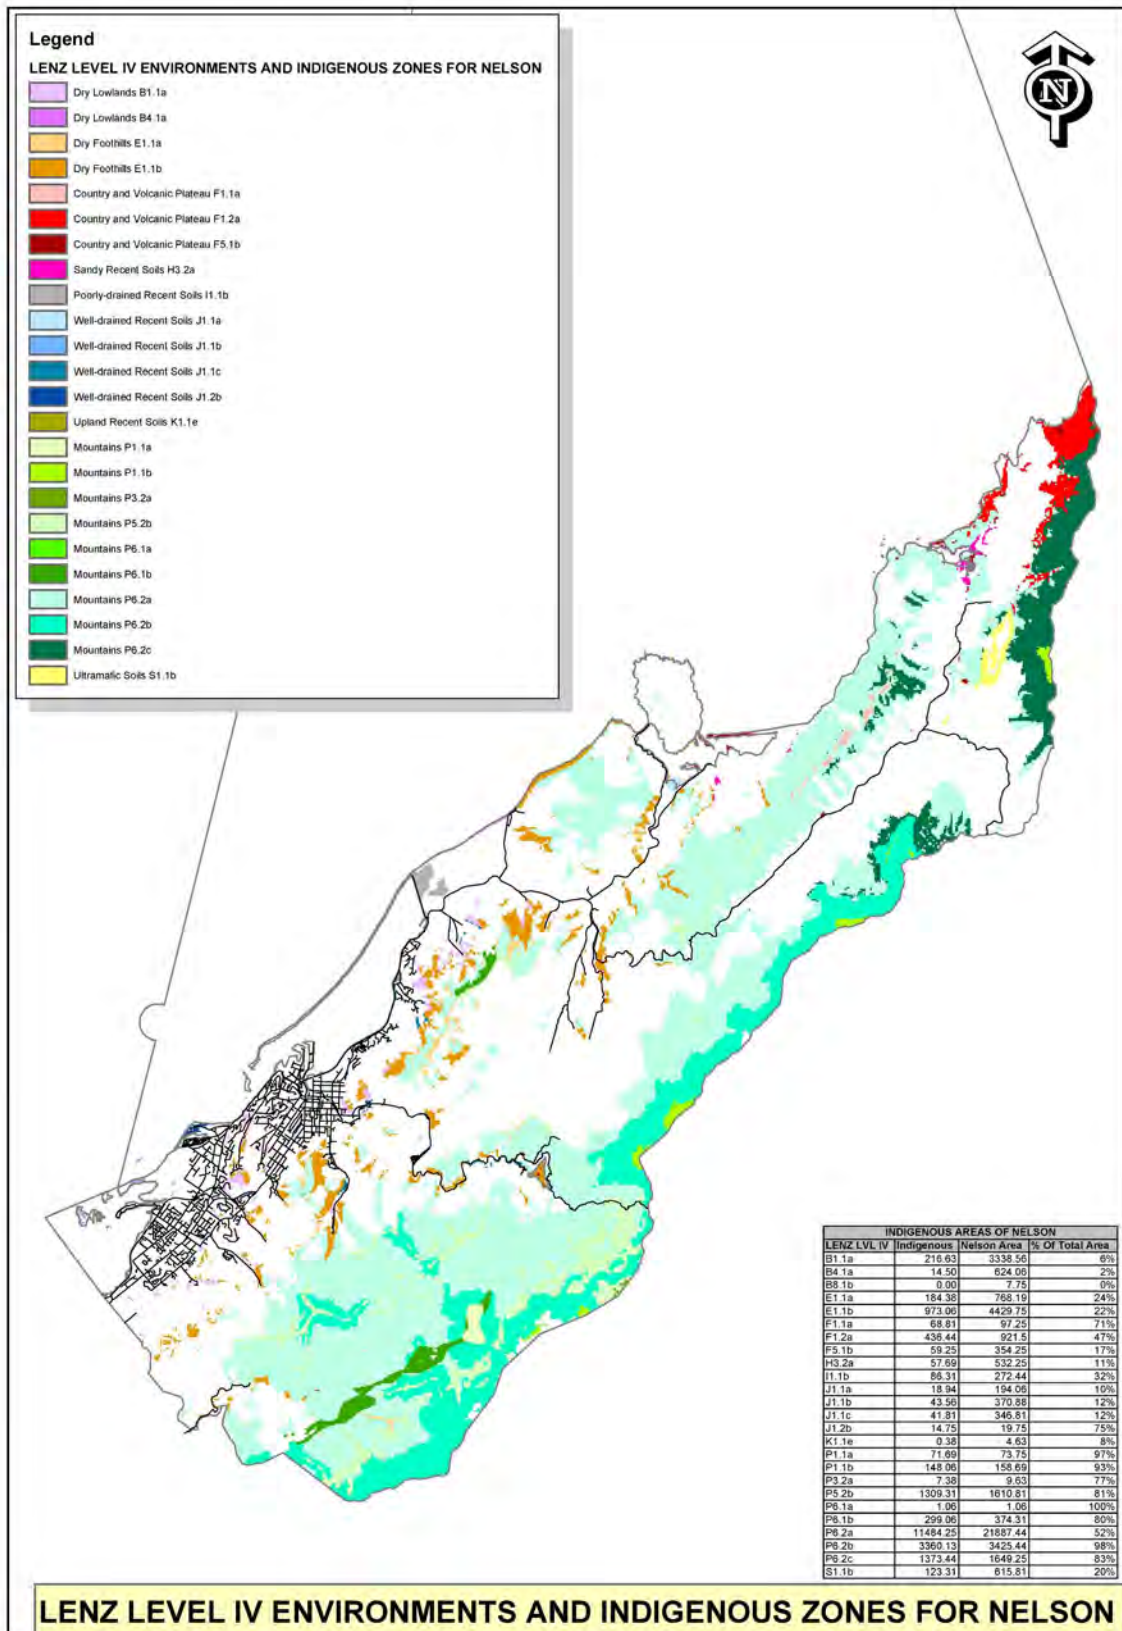 Legend
LENZ LEVEL IV ENVIRONMENTS AND INDIGENOUS ZONES FOR NELSON
Dry Lowlands B1.1a
Dry Lowlands B4.1a
Dry Foothills E1.1a
Dry Foothills E1.1b
Country and Volcanic Plateau F1.1a
Country and Volcanic Plateau F1.2a
Country and Volcanic Plateau F5.1b
Sandy Recent Soils H3.2a
Poorly-drained Recent Soils I1.1b
Well-drained Recent Soils J1.1a
Well-drained Recent Soils J1.1b
Well-drained Recent Soils J1.1c
Well-drained Recent Soils J1.2b
Upland Recent Soils K1.1e
Mountains P1.1a
Mountains P1.1b
Mountains P3.2a
Mountains P5.2b
Mountains P6.1a
Mountains P6.1b
Mountains P6.2a
Mountains P6.2b
Mountains P6.2c
Ultramafic Soils S1.1b
N
INDIGENOUS AREAS OF NELSON
LENZ LVL IV Indigenous Nelson Area % Of Total Area
B1.1a 216.63 3338.56 6%
B4.1a 14.50 624.06 2%
B8.1b 0.00 7.75 0%
E1.1a 184.38 768.19 24%
E1.1b 973.06 4429.75 22%
F1.1a 68.81 97.25 71%
F1.2a 436.44 921.5 47%
F5.1b 59.25 354.25 17%
H3.2a 57.69 532.25 11%
I1.1b 86.31 272.44 32%
J1.1a 18.94 194.06 10%
J1.1b 43.56 370.88 12%
J1.1c 41.81 346.81 12%
J1.2b 14.75 19.75 75%
K1.1e 0.38 4.63 8%
P1.1a 71.69 73.75 97%
P1.1b 148.06 158.69 93%
P3.2a 7.38 9.63 77%
P5.2b 1309.31 1610.81 81%
P6.1a 1.06 1.06 100%
P6.1b 299.06 374.31 80%
P6.2a 11484.25 21887.44 52%
P6.2b 3360.13 3425.44 98%
P6.2c 1373.44 1649.25 83%
S1.1b 123.31 615.81 20%
LENZ LEVEL IV ENVIRONMENTS AND INDIGENOUS ZONES FOR NELSON